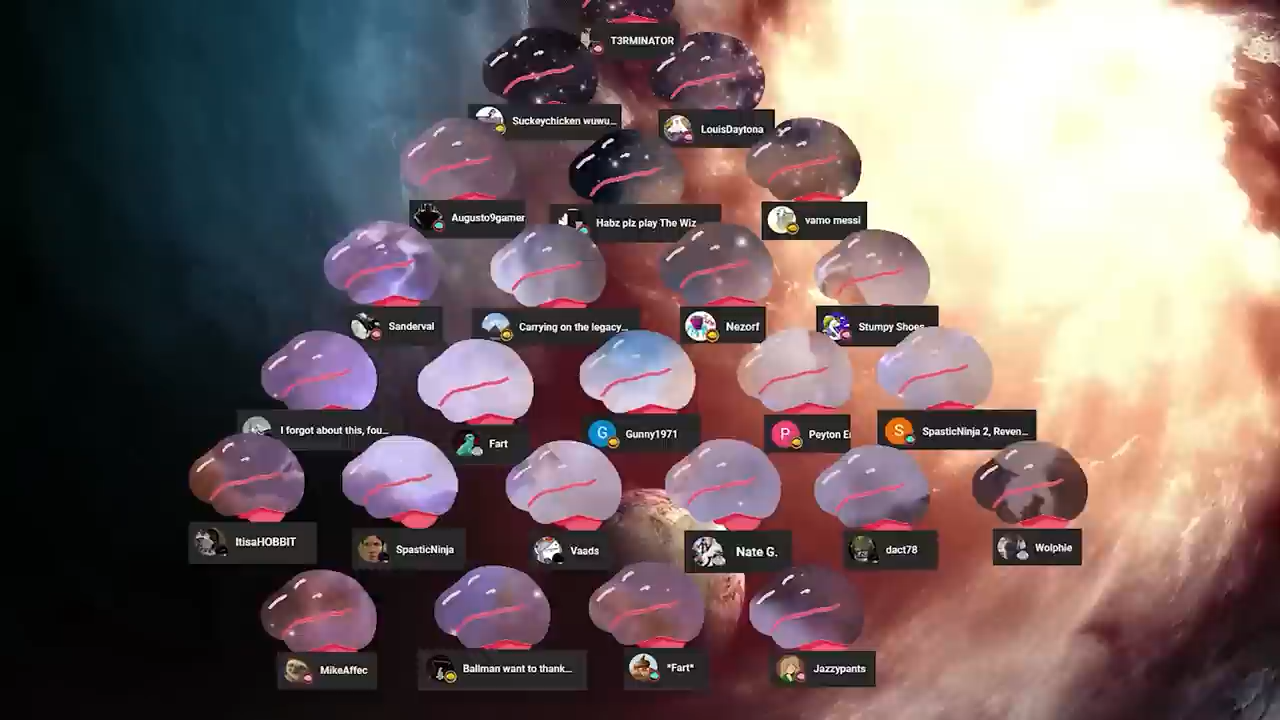 T3RMINATOR
Suckeychicken wuwu...
LouisDaytona
Augusto9gamer
Habz plz play The Wiz
vamo messi
Sanderval
Carrying on the legacy...
Nezorf
Stumpy Shoes
I forgot about this, fou...
Fart
G Gunny1971
P Peyton E
S SpasticNinja 2, Reven...
ItisaHOBBIT
SpasticNinja
Vaads
Nate G.
dact78
Wolphie
MikeAffec
Ballman want to thank...
*Fart*
Jazzypants